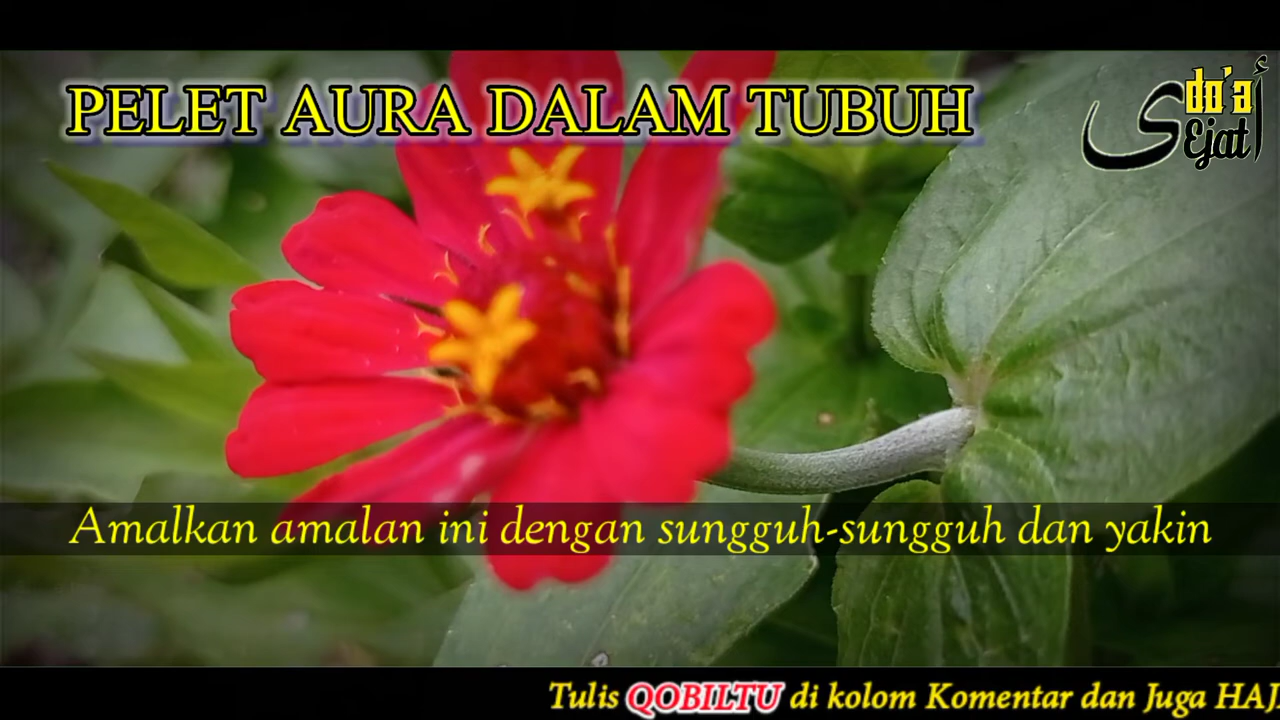 PELET AURA DALAM TUBUH
do'a
Ejati
Amalkan amalan ini dengan sungguh-sungguh dan yakin
Tulis QOBILTU di kolom Komentar dan Juga HAJ